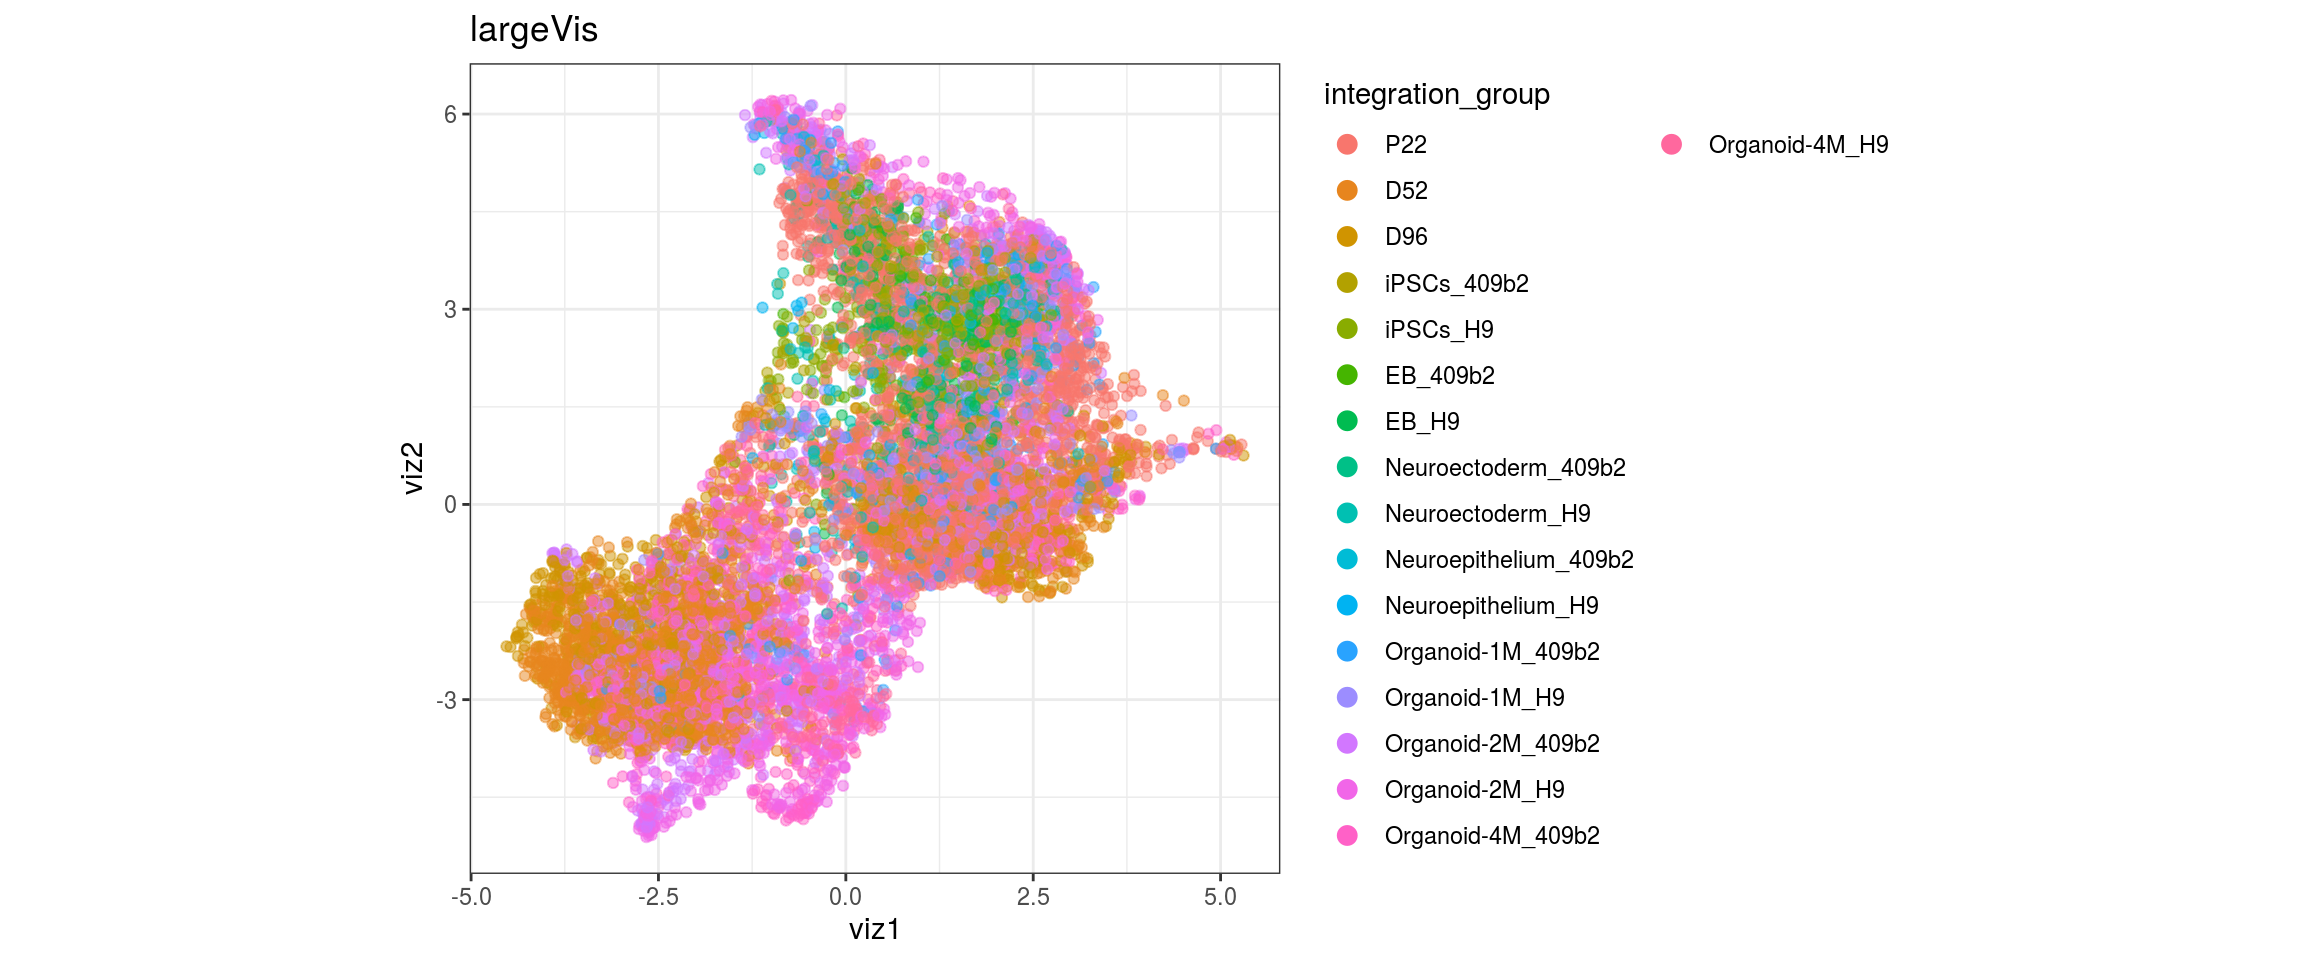 largeVis
6
3
0
-3
viz2
-5.0
-2.5
0.0
2.5
5.0
viz1
integration_group
P22
D52
D96
iPSCs_409b2
iPSCs_H9
EB_409b2
EB_H9
Neuroectoderm_409b2
Neuroectoderm_H9
Neuroepithelium_409b2
Neuroepithelium_H9
Organoid-1M_409b2
Organoid-1M_H9
Organoid-2M_409b2
Organoid-2M_H9
Organoid-4M_409b2
Organoid-4M_H9